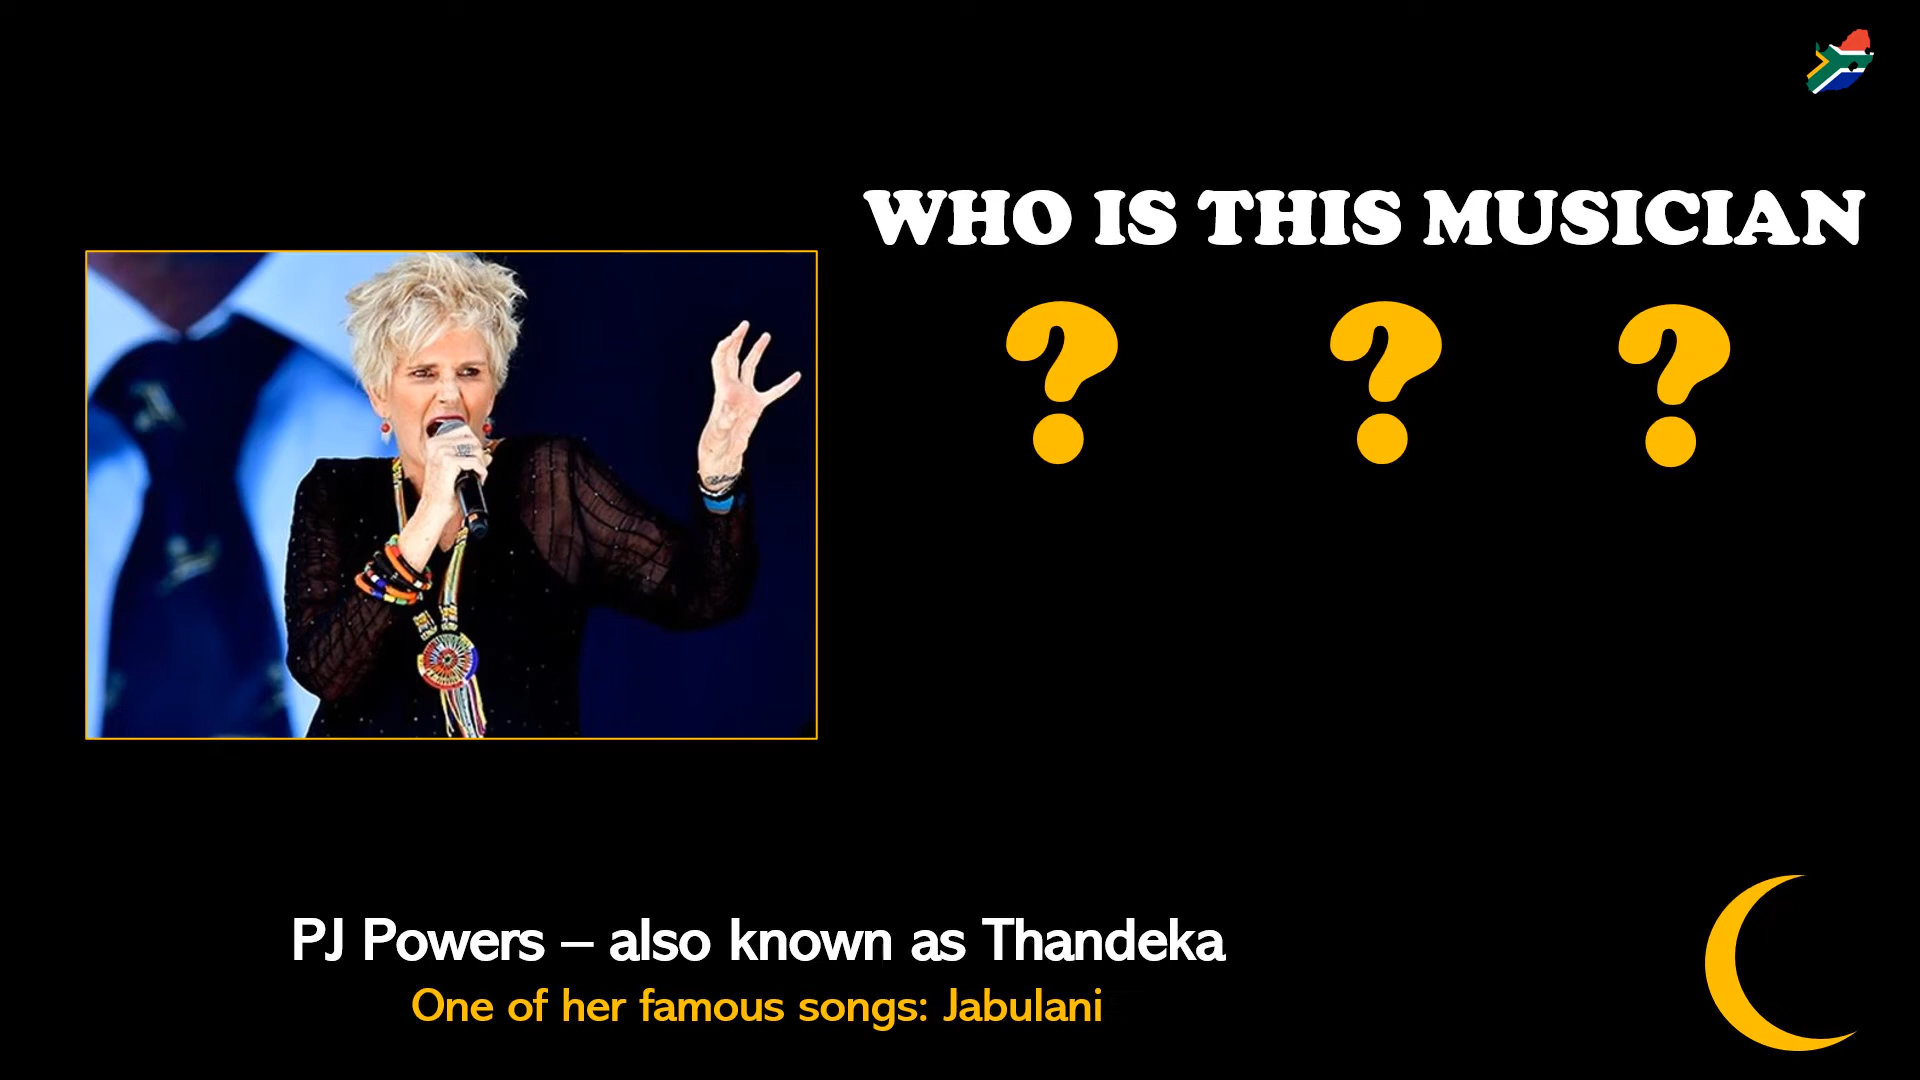 WHO IS THIS MUSICIAN
? ? ?
PJ Powers – also known as Thandeka
One of her famous songs: Jabulani